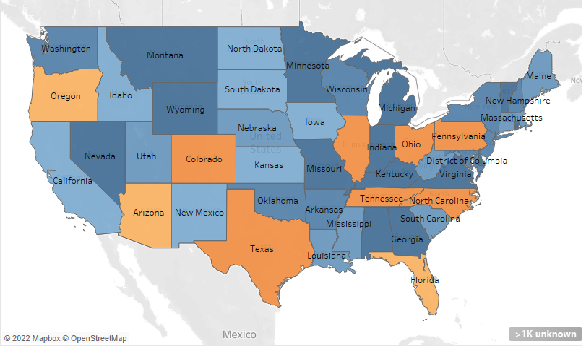 Washington
Montana
North Dakota
Minnesota
Maine
Oregon
Idaho
South Dakota
Wisconsin
Michigan
New Hampshire
Massachusetts
Wyoming
Nebraska
Iowa
United
States
Nevada
Utah
Colorado
Kansas
Missouri
Indiana
Ohio
Pennsylvania
Kentucky
District of Columbia
Virginia
California
Arizona
New Mexico
Oklahoma
Arkansas
Tennessee
North Carolina
Mississippi
South Carolina
Texas
Louisiana
Georgia
Florida
Mexico
© 2022 Mapbox © OpenStreetMap
>1K unknown